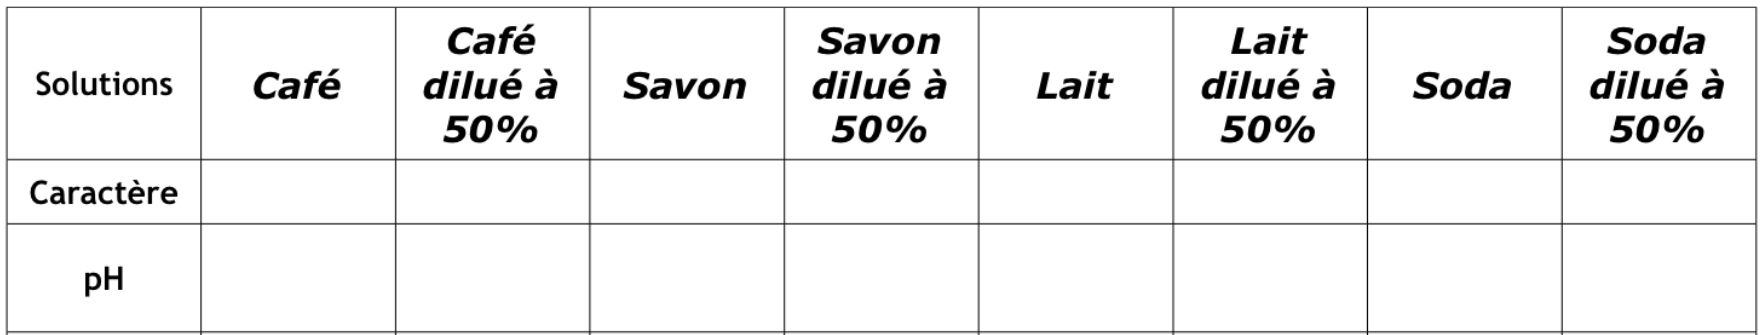 Solutions
Café
Café
dilué à
50%
Savon
Savon
dilué à
50%
Lait
Lait
dilué à
50%
Soda
Soda
dilué à
50%
Caractère
pH